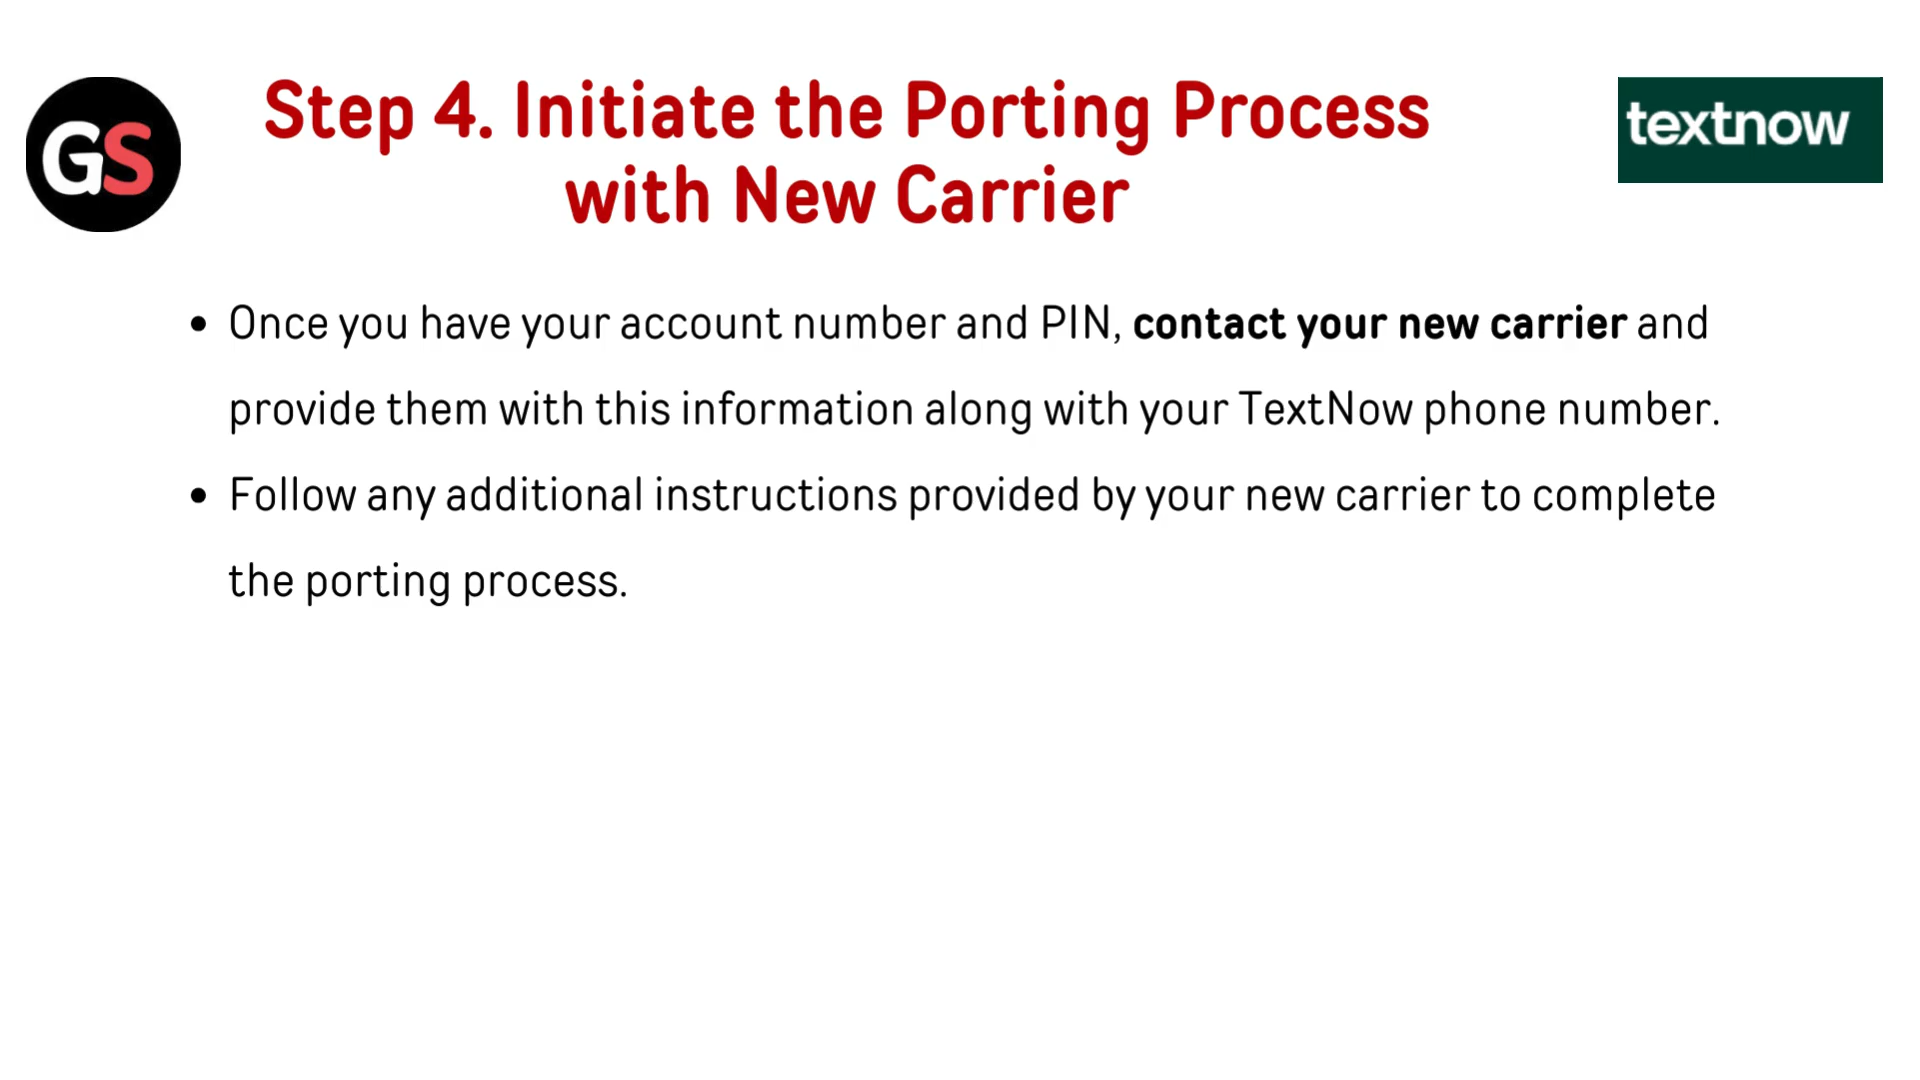 GS
Step 4. Initiate the Porting Process
with New Carrier
textnow
• Once you have your account number and PIN, contact your new carrier and
provide them with this information along with your TextNow phone number.
• Follow any additional instructions provided by your new carrier to complete
the porting process.